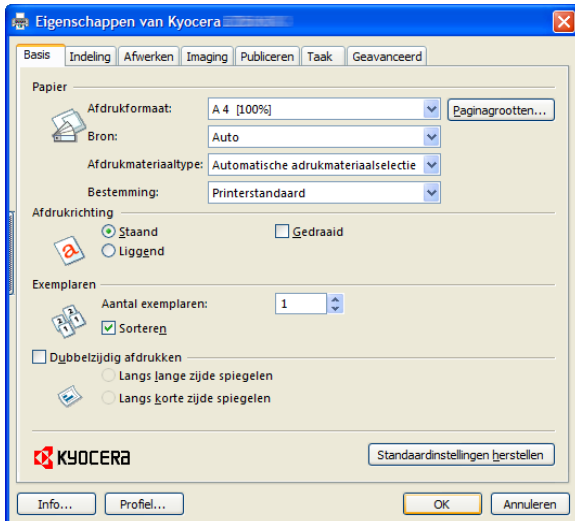 Eigenschappen van Kyocera
Basis Indeling Afwerken Imaging Publiceren Taak Geavanceerd
Papier
Afdrukformaat: A 4 [100%] Paginagrootten...
Bron: Auto
Afdrukmateriaaltype: Automatische adrukmateriaalselectie
Bestemming: Printerstandaard
Afdrukrichting
Staand Gedraaid
Liggend
Exemplaren
Aantal exemplaren: 1
Sorteren
Dubbelzijdig afdrukken
Langs lange zijde spiegelen
Langs korte zijde spiegelen
KYOCERA Standaardinstellingen herstellen
Info... Profiel... OK Annuleren